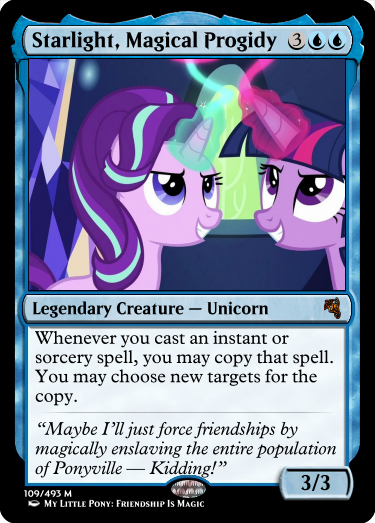 Starlight, Magical Progidy 3
Legendary Creature — Unicorn
Whenever you cast an instant or
sorcery spell, you may copy that spell.
You may choose new targets for the
copy.
“Maybe I’ll just force friendships by
magically enslaving the entire population
of Ponyville — Kidding!”
3/3
109/493 M
My Little Pony: Friendship Is Magic